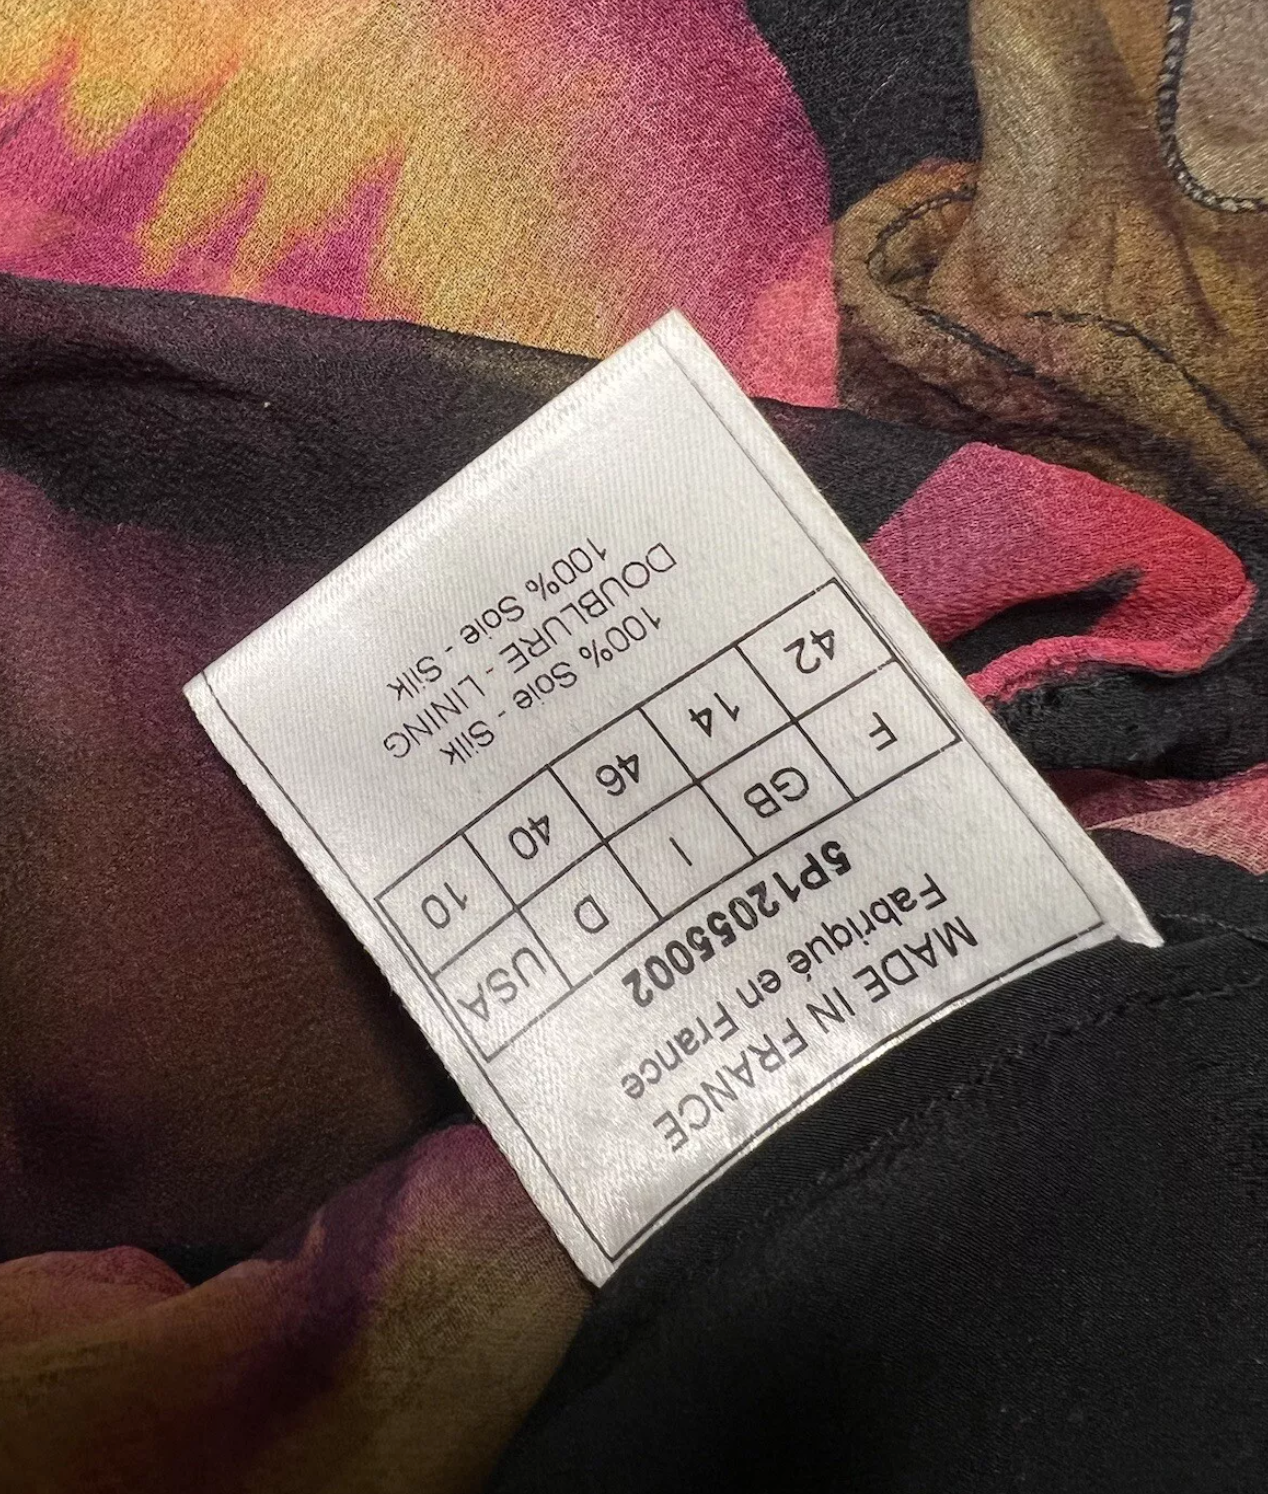 MADE IN FRANCE
Fabriqué en France
5P12055002
F GB I D USA
42 14 46 40 10
100% Soie - Silk
DOUBLURE - LINING
100% Soie - Silk